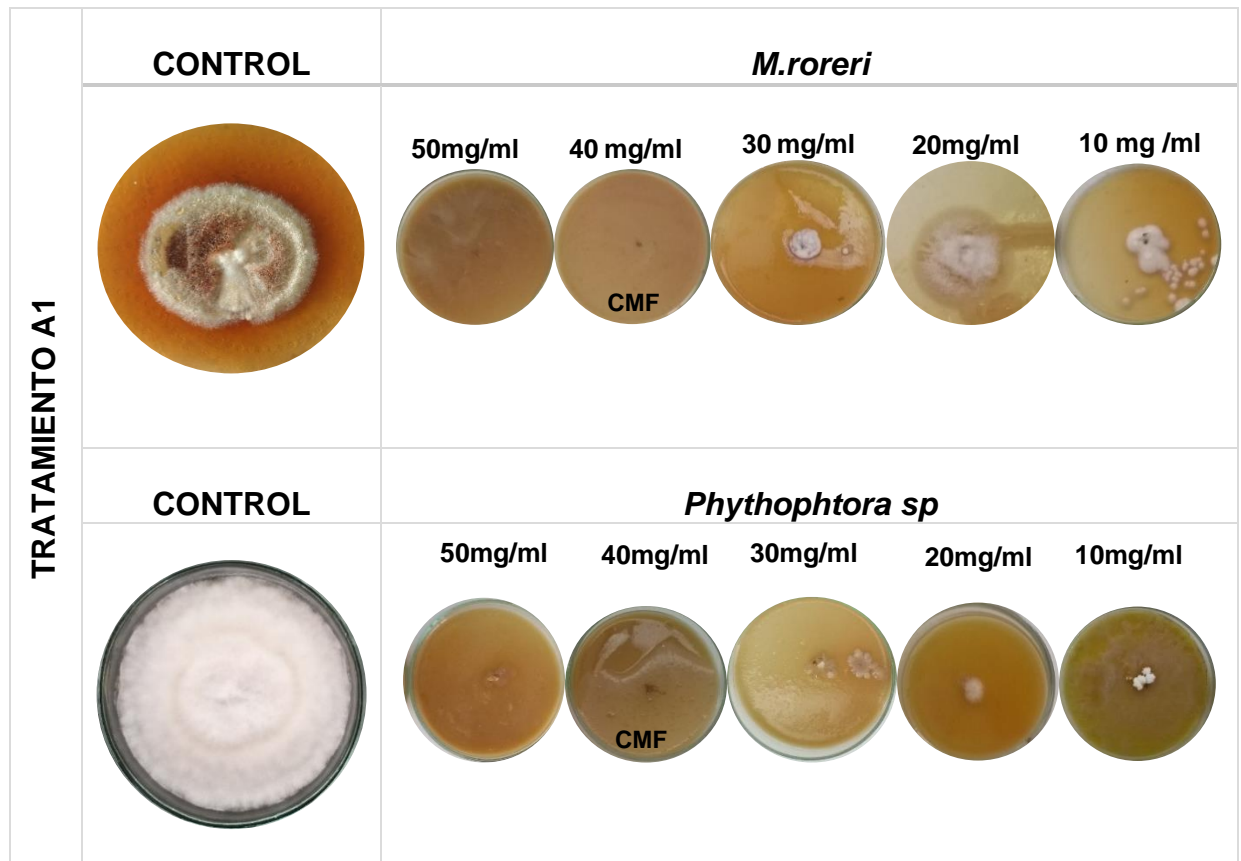 TRATAMIENTO A1
CONTROL
M.roreri
50mg/ml
40 mg/ml
30 mg/ml
20mg/ml
10 mg /ml
CMF
CONTROL
Phythophtora sp
50mg/ml
40mg/ml
30mg/ml
20mg/ml
10mg/ml
CMF